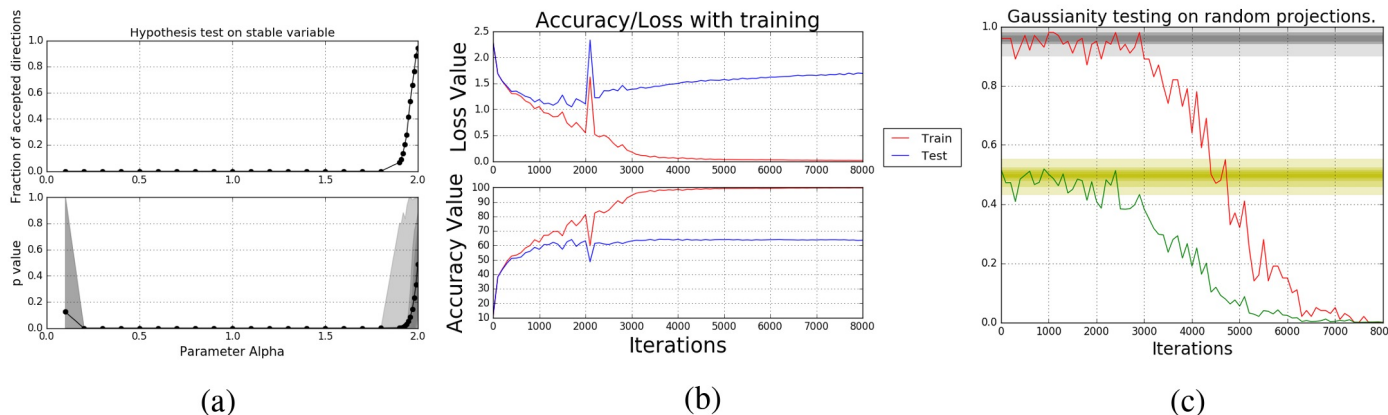 Hypothesis test on stable variable
Fraction of accepted directions
1.0
0.8
0.6
0.4
0.2
0.0
0.0 0.5 1.0 1.5 2.0
p value
1.0
0.8
0.6
0.4
0.2
0.0
0.0 0.5 1.0 1.5 2.0
Parameter Alpha
(a)
Accuracy/Loss with training
Loss Value
2.5
2.0
1.5
1.0
0.5
0.0
0 1000 2000 3000 4000 5000 6000 7000 8000
Accuracy Value
100
90
80
70
60
50
40
30
20
10
0 1000 2000 3000 4000 5000 6000 7000 8000
Iterations
(b)
Train
Test
Gaussianity testing on random projections.
1.0
0.8
0.6
0.4
0.2
0.0
0 1000 2000 3000 4000 5000 6000 7000 800
Iterations
(c)